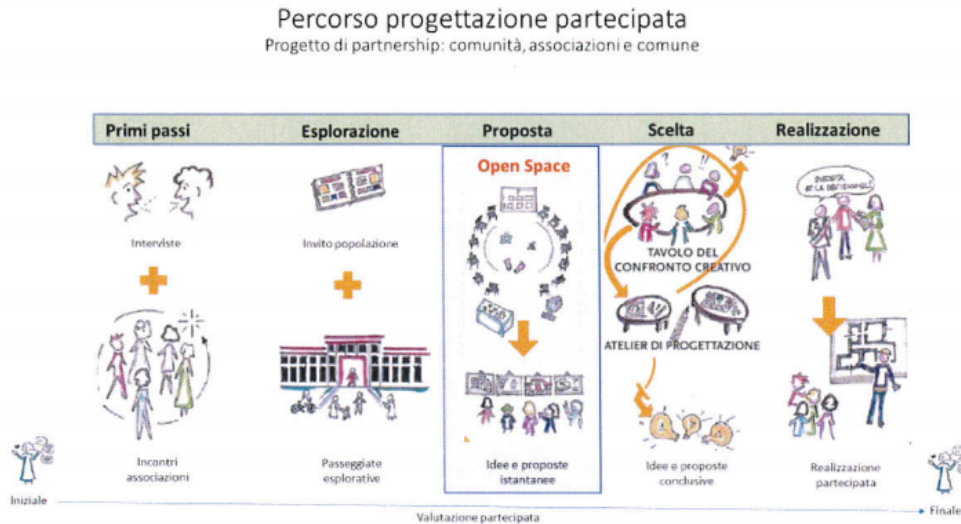 Percorso progettazione partecipata
Progetto di partnership: comunità, associazioni e comune
Primi passi
Esplorazione
Proposta
Scelta
Realizzazione
Open Space
Interviste
Invito popolazione
TAVOLO DEL
CONFRONTO CREATIVO
ATELIER DI PROGETTAZIONE
Incontri
associazioni
Passeggiate
esplorative
Idee e proposte
istantanee
Idee e proposte
conclusive
Realizzazione
partecipata
Iniziale
Finale
Valutazione partecipata